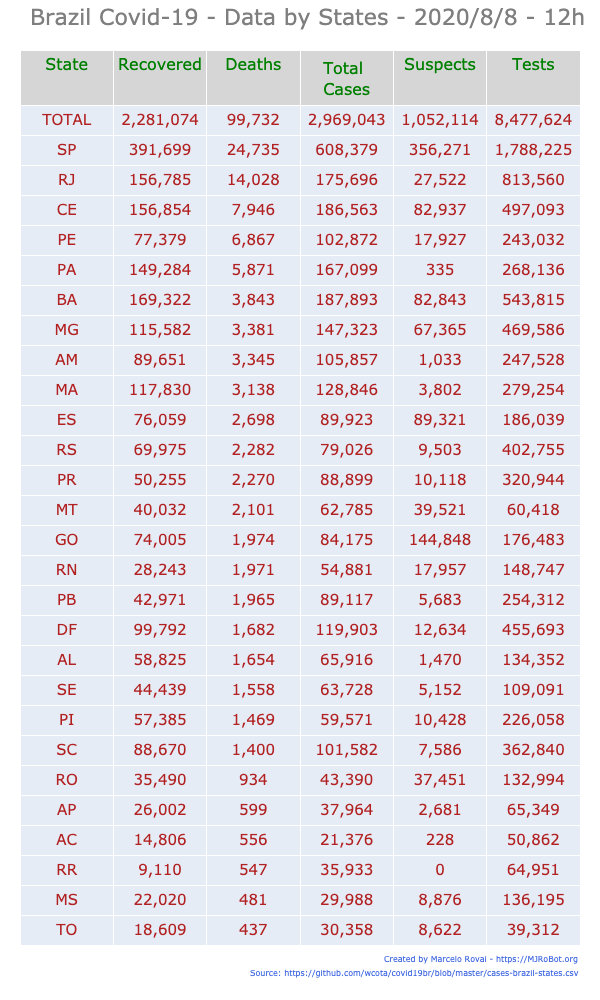 Brazil Covid-19 - Data by States - 2020/8/8 - 12h
State Recovered Deaths Total Cases Suspects Tests
TOTAL 2,281,074 99,732 2,969,043 1,052,114 8,477,624
SP 391,699 24,735 608,379 356,271 1,788,225
RJ 156,785 14,028 175,696 27,522 813,560
CE 156,854 7,946 186,563 82,937 497,093
PE 77,379 6,867 102,872 17,927 243,032
PA 149,284 5,871 167,099 335 268,136
BA 169,322 3,843 187,893 82,843 543,815
MG 115,582 3,381 147,323 67,365 469,586
AM 89,651 3,345 105,857 1,033 247,528
MA 117,830 3,138 128,846 3,802 279,254
ES 76,059 2,698 89,923 89,321 186,039
RS 69,975 2,282 79,026 9,503 402,755
PR 50,255 2,270 88,899 10,118 320,944
MT 40,032 2,101 62,785 39,521 60,418
GO 74,005 1,974 84,175 144,848 176,483
RN 28,243 1,971 54,881 17,957 148,747
PB 42,971 1,965 89,117 5,683 254,312
DF 99,792 1,682 119,903 12,634 455,693
AL 58,825 1,654 65,916 1,470 134,352
SE 44,439 1,558 63,728 5,152 109,091
PI 57,385 1,469 59,571 10,428 226,058
SC 88,670 1,400 101,582 7,586 362,840
RO 35,490 934 43,390 37,451 132,994
AP 26,002 599 37,964 2,681 65,349
AC 14,806 556 21,376 228 50,862
RR 9,110 547 35,933 0 64,951
MS 22,020 481 29,988 8,876 136,195
TO 18,609 437 30,358 8,622 39,312
Created by Marcelo Rovai - https://MJRoBot.org
Source: https://github.com/wcota/covid19br/blob/master/cases-brazil-states.csv